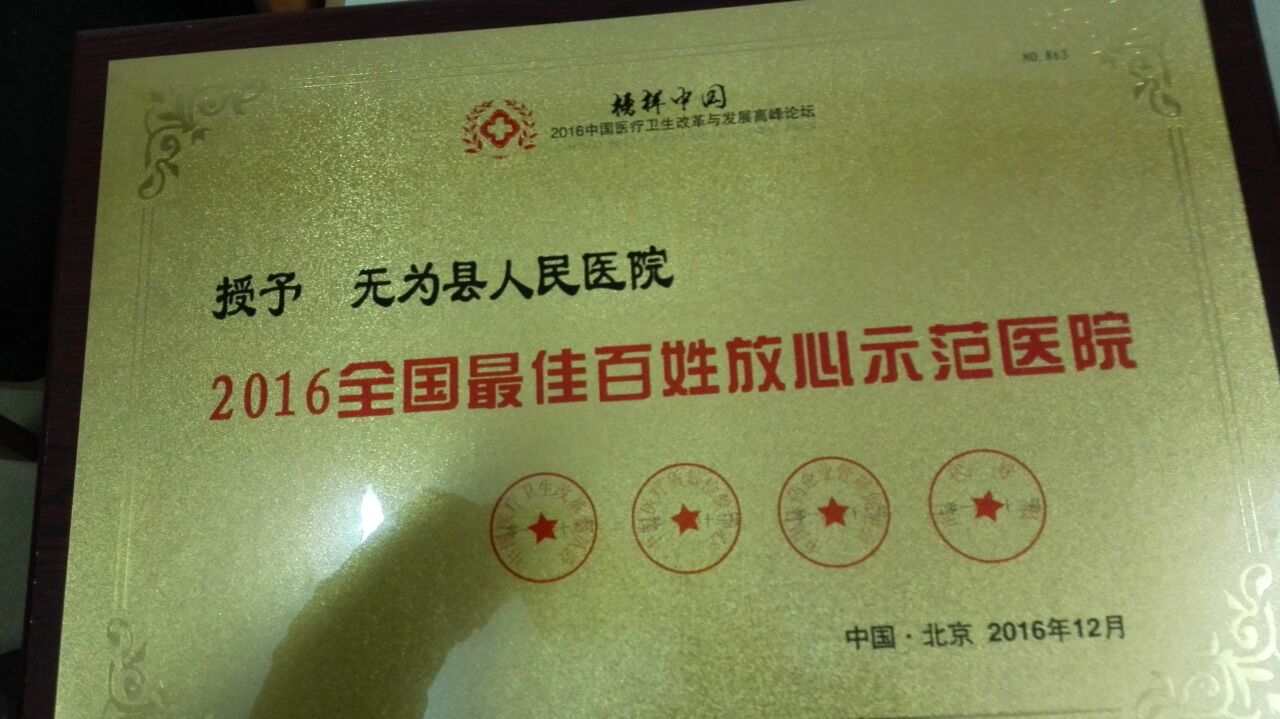 NO.863
榜样中国
2016中国医疗卫生改革与发展高峰论坛
授予 无为县人民医院
2016全国最佳百姓放心示范医院
中国·北京 2016年12月